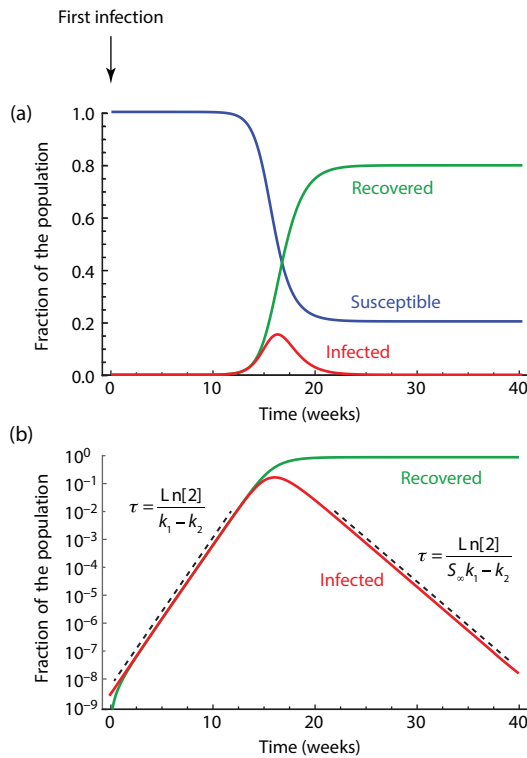 First infection
(a)
Fraction of the population
1.0
0.8
0.6
0.4
0.2
0.0
Recovered
Susceptible
Infected
0
10
20
30
40
Time (weeks)
(b)
Fraction of the population
10⁰
10⁻¹
10⁻²
10⁻³
10⁻⁴
10⁻⁵
10⁻⁶
10⁻⁷
10⁻⁸
10⁻⁹
Recovered
τ = Ln[2] / (k₁ − k₂)
τ = Ln[2] / (S∞k₁ − k₂)
Infected
0
10
20
30
40
Time (weeks)